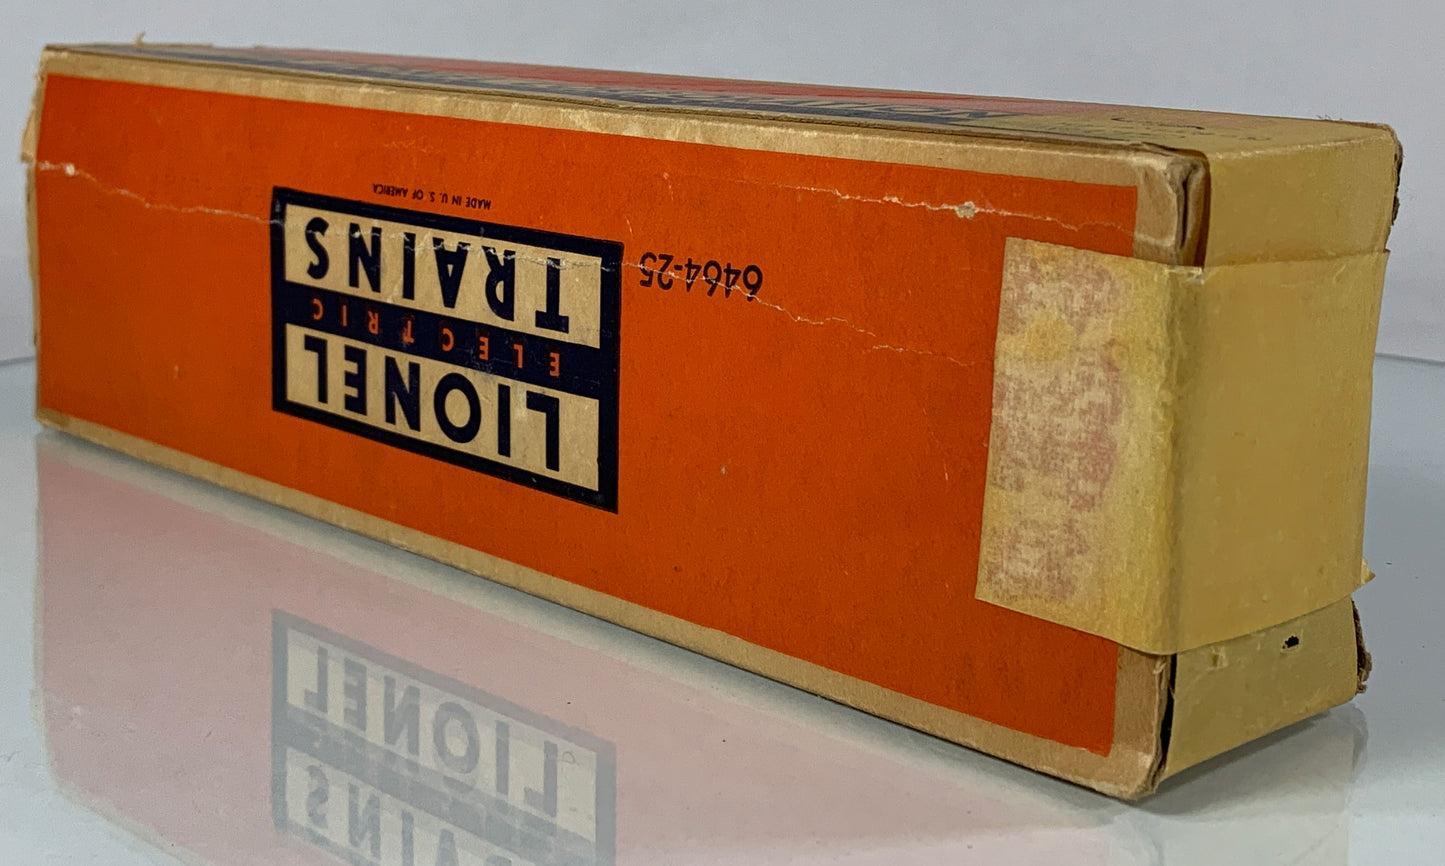 LIONEL
ELECTRIC
TRAINS
MADE IN U. S. OF AMERICA
6464-25